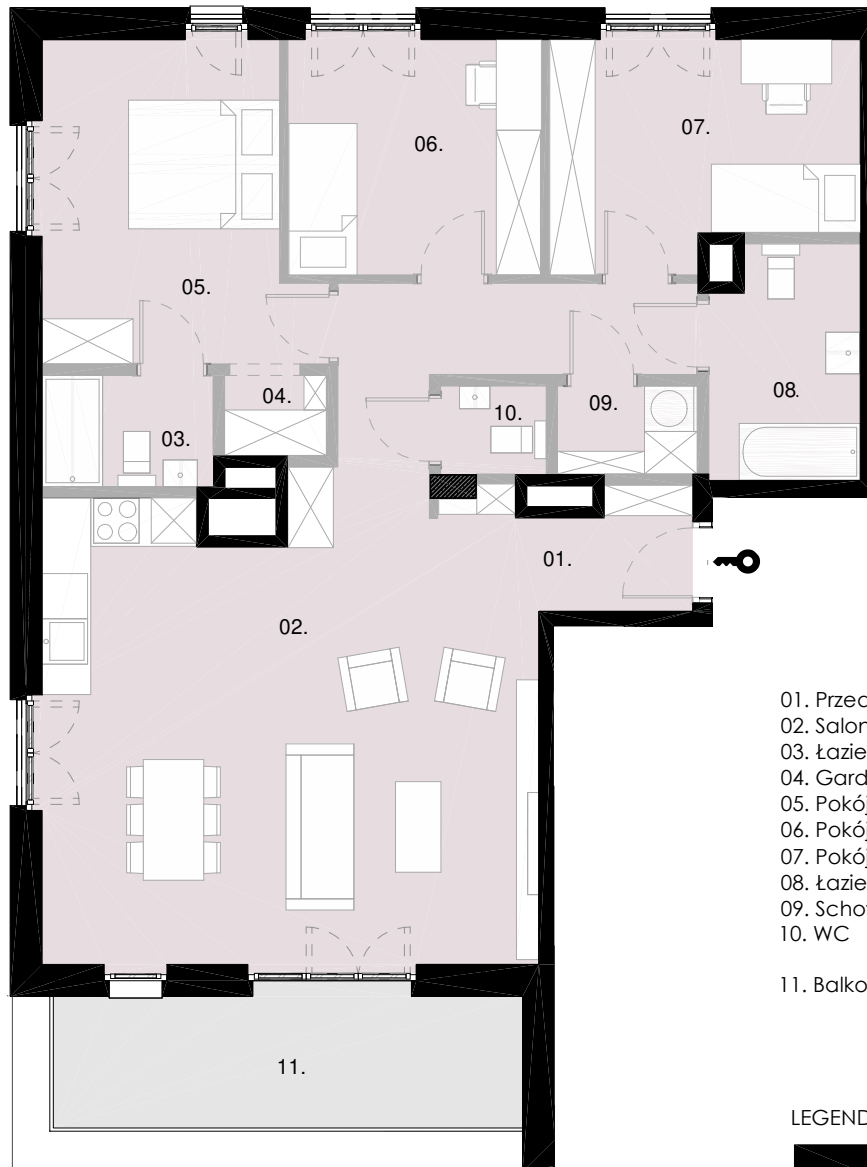 06.
07.
05.
04.
10.
09.
08.
03.
01.
02.
01. Przed
02. Salon
03. Łazie
04. Gard
05. Pokój
06. Pokój
07. Pokój
08. Łazie
09. Scho
10. WC
11. Balko
11.
LEGEND